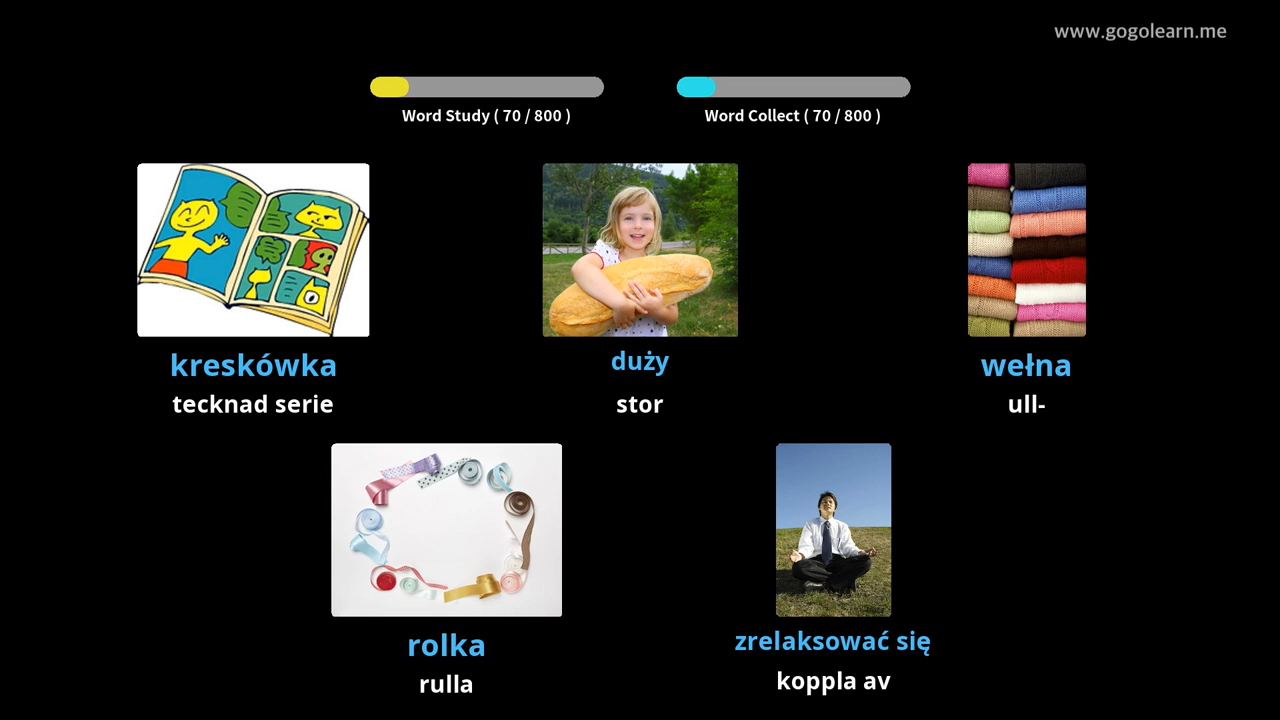 www.gogolearn.me
Word Study ( 70 / 800 )
Word Collect ( 70 / 800 )
kreskówka
tecknad serie
duży
stor
wełna
ull-
rolka
rulla
zrelaksować się
koppla av